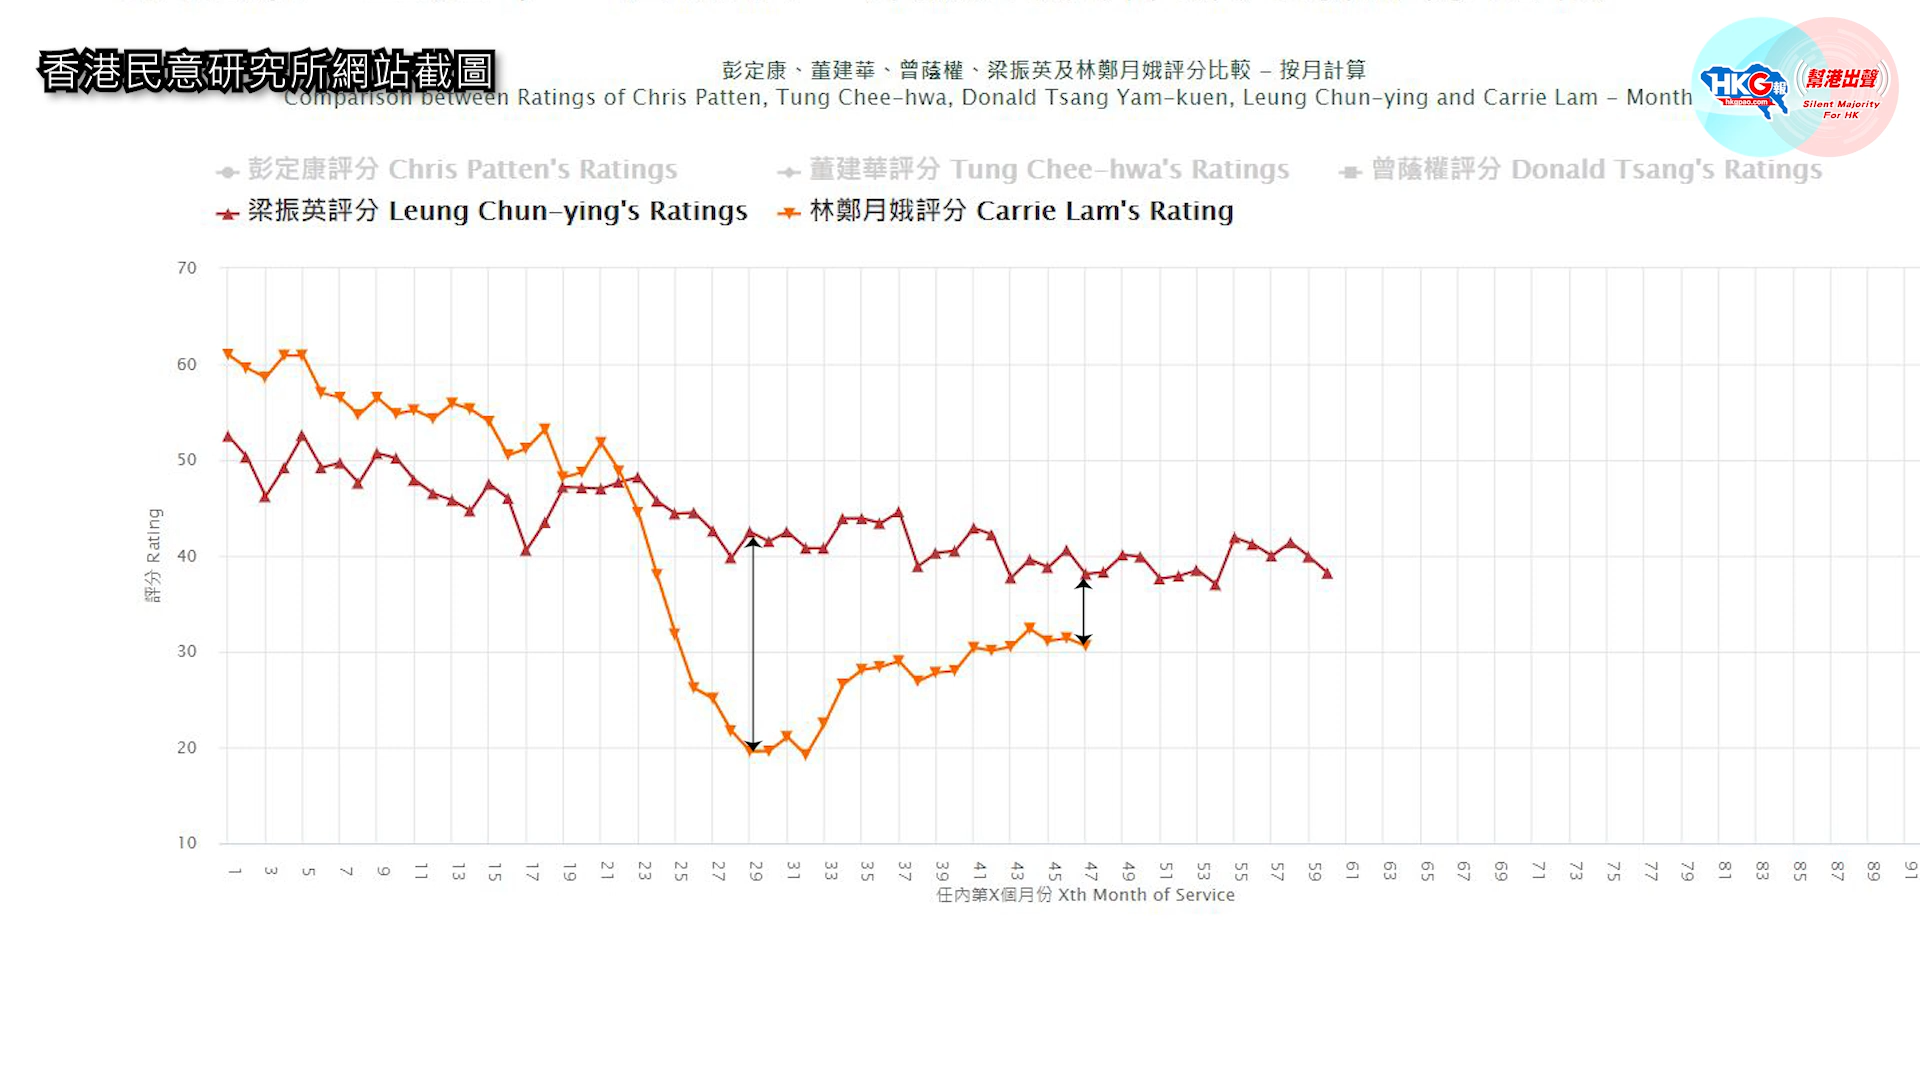 香港民意研究所網站截圖
彭定康、董建華、曾蔭權、梁振英及林鄭月娥評分比較 – 按月計算
Comparison between Ratings of Chris Patten, Tung Chee-hwa, Donald Tsang Yam-kuen, Leung Chun-ying and Carrie Lam – Month
HKG報
hkgpao.com
幫港出聲
Silent Majority
For HK
彭定康評分 Chris Patten's Ratings
董建華評分 Tung Chee-hwa's Ratings
曾蔭權評分 Donald Tsang's Ratings
梁振英評分 Leung Chun-ying's Ratings
林鄭月娥評分 Carrie Lam's Rating
70
60
50
40
30
20
10
評分 Rating
1 3 5 7 9 11 13 15 17 19 21 23 25 27 29 31 33 35 37 39 41 43 45 47 49 51 53 55 57 59 61 63 65 67 69 71 73 75 77 79 81 83 85 87 89 91
任內第X個月份 Xth Month of Service